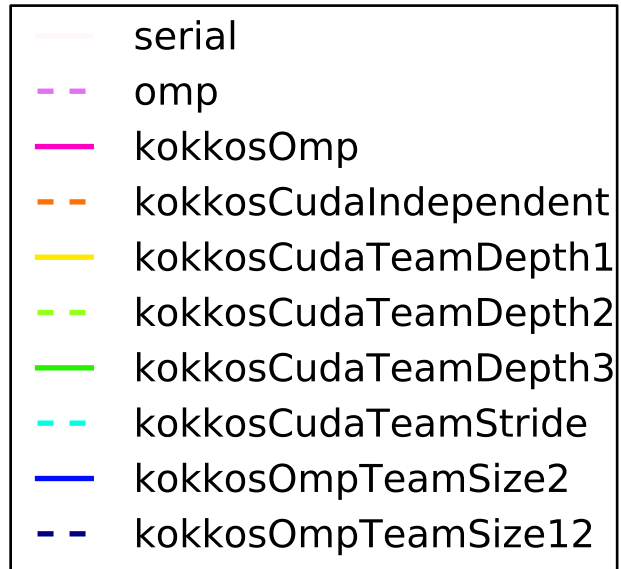 serial
omp
kokkosOmp
kokkosCudaIndependent
kokkosCudaTeamDepth1
kokkosCudaTeamDepth2
kokkosCudaTeamDepth3
kokkosCudaTeamStride
kokkosOmpTeamSize2
kokkosOmpTeamSize12